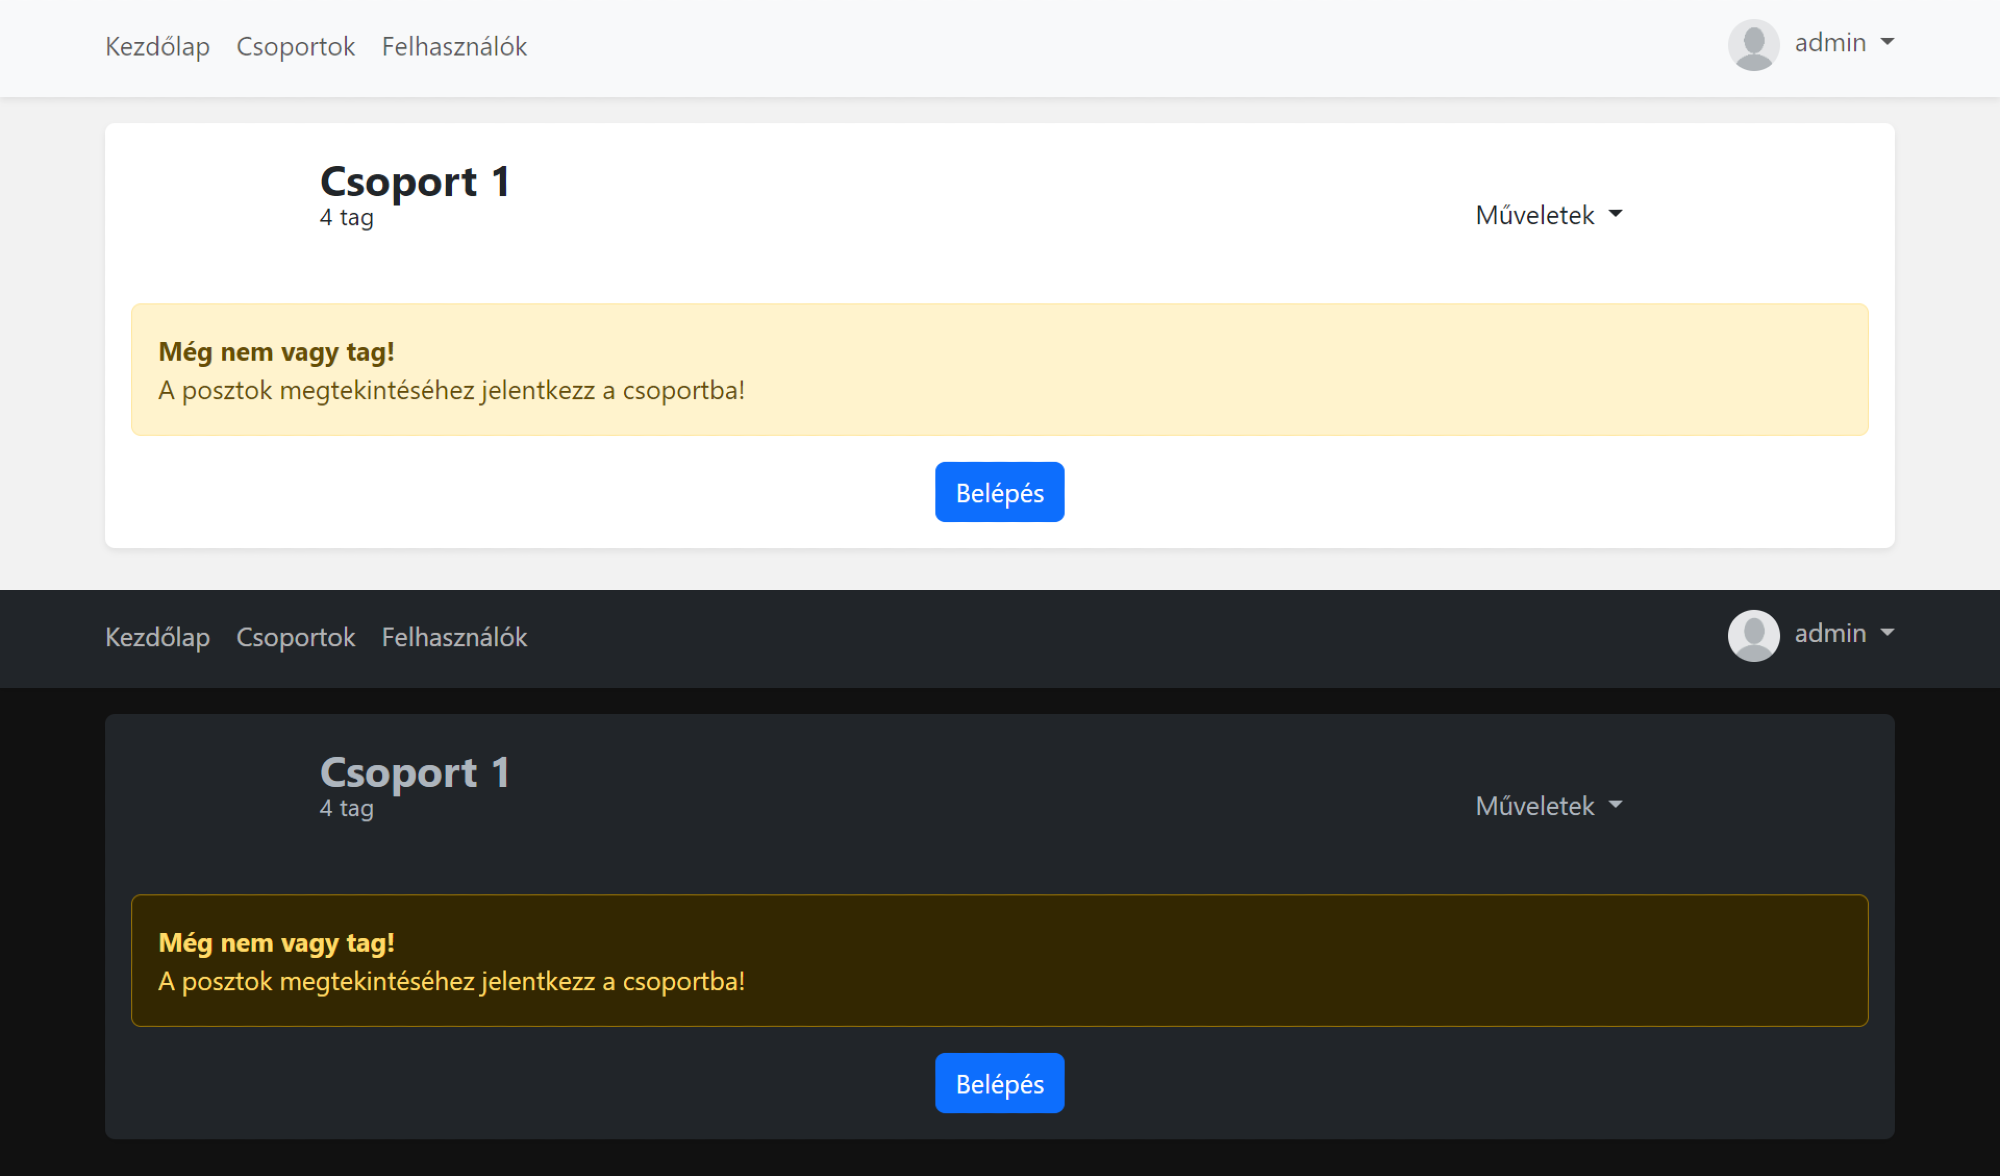 Kezdőlap Csoportok Felhasználók admin
Csoport 1
4 tag
Műveletek
Még nem vagy tag!
A posztok megtekintéséhez jelentkezz a csoportba!
Belépés
Kezdőlap Csoportok Felhasználók admin
Csoport 1
4 tag
Műveletek
Még nem vagy tag!
A posztok megtekintéséhez jelentkezz a csoportba!
Belépés